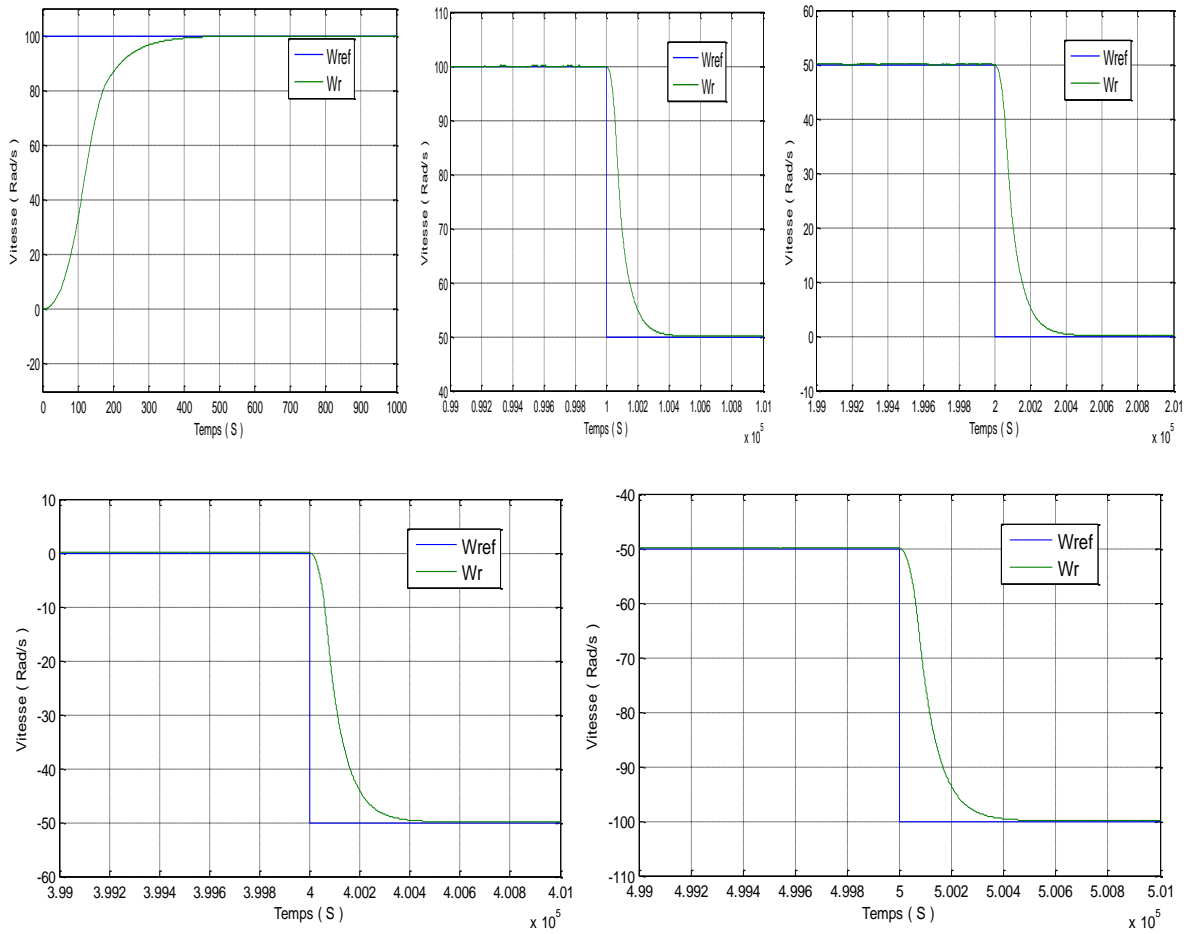 100
80
60
40
20
0
-20
Vitesse ( Rad/s )
Wref
Wr
0 100 200 300 400 500 600 700 800 900 1000
Temps ( S )
110
100
90
80
70
60
50
40
Vitesse ( Rad/s )
Wref
Wr
0.99 0.992 0.994 0.996 0.998 1 1.002 1.004 1.006 1.008 1.01
Temps ( S )
x 10^5
60
50
40
30
20
10
0
-10
Vitesse ( Rad/s )
Wref
Wr
1.99 1.992 1.994 1.996 1.998 2 2.002 2.004 2.006 2.008 2.01
Temps ( S )
x 10^5
10
0
-10
-20
-30
-40
-50
-60
Vitesse ( Rad/s )
Wref
Wr
3.99 3.992 3.994 3.996 3.998 4 4.002 4.004 4.006 4.008 4.01
Temps ( S )
x 10^5
-40
-50
-60
-70
-80
-90
-100
-110
Vitesse ( Rad/s )
Wref
Wr
4.99 4.992 4.994 4.996 4.998 5 5.002 5.004 5.006 5.008 5.01
Temps ( S )
x 10^5